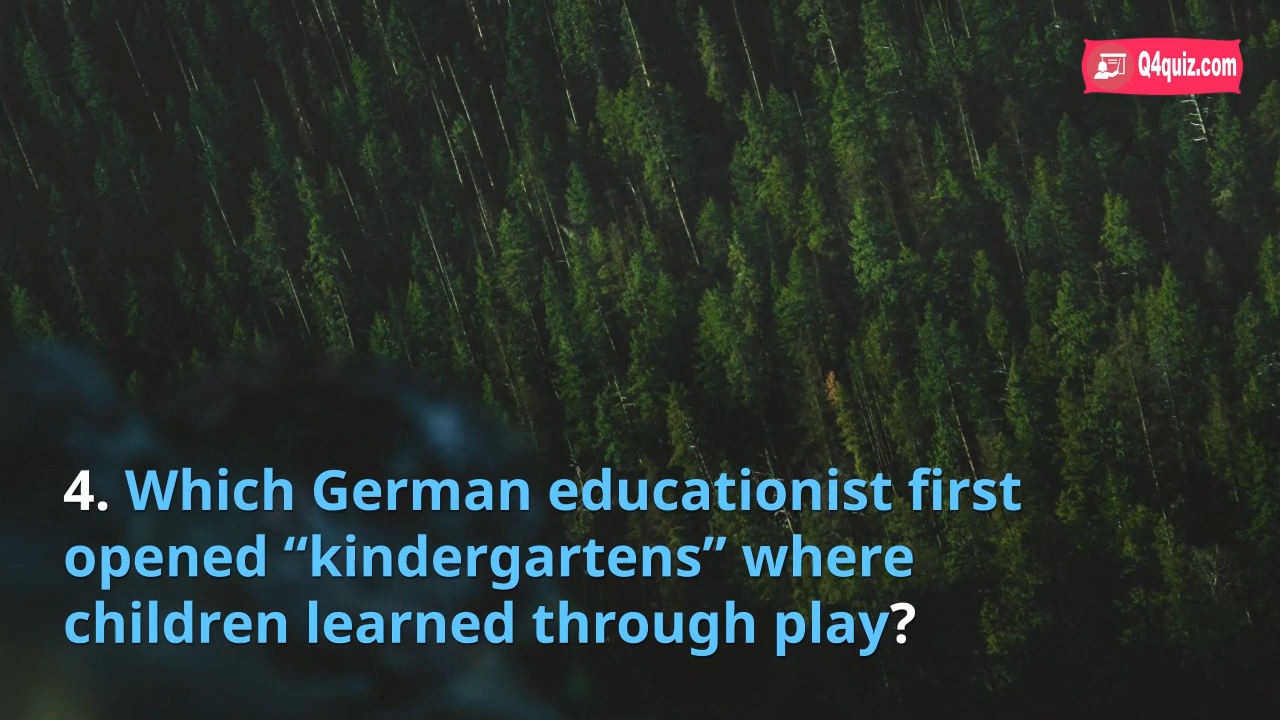 Q4quiz.com
4. Which German educationist first
opened “kindergartens” where
children learned through play?